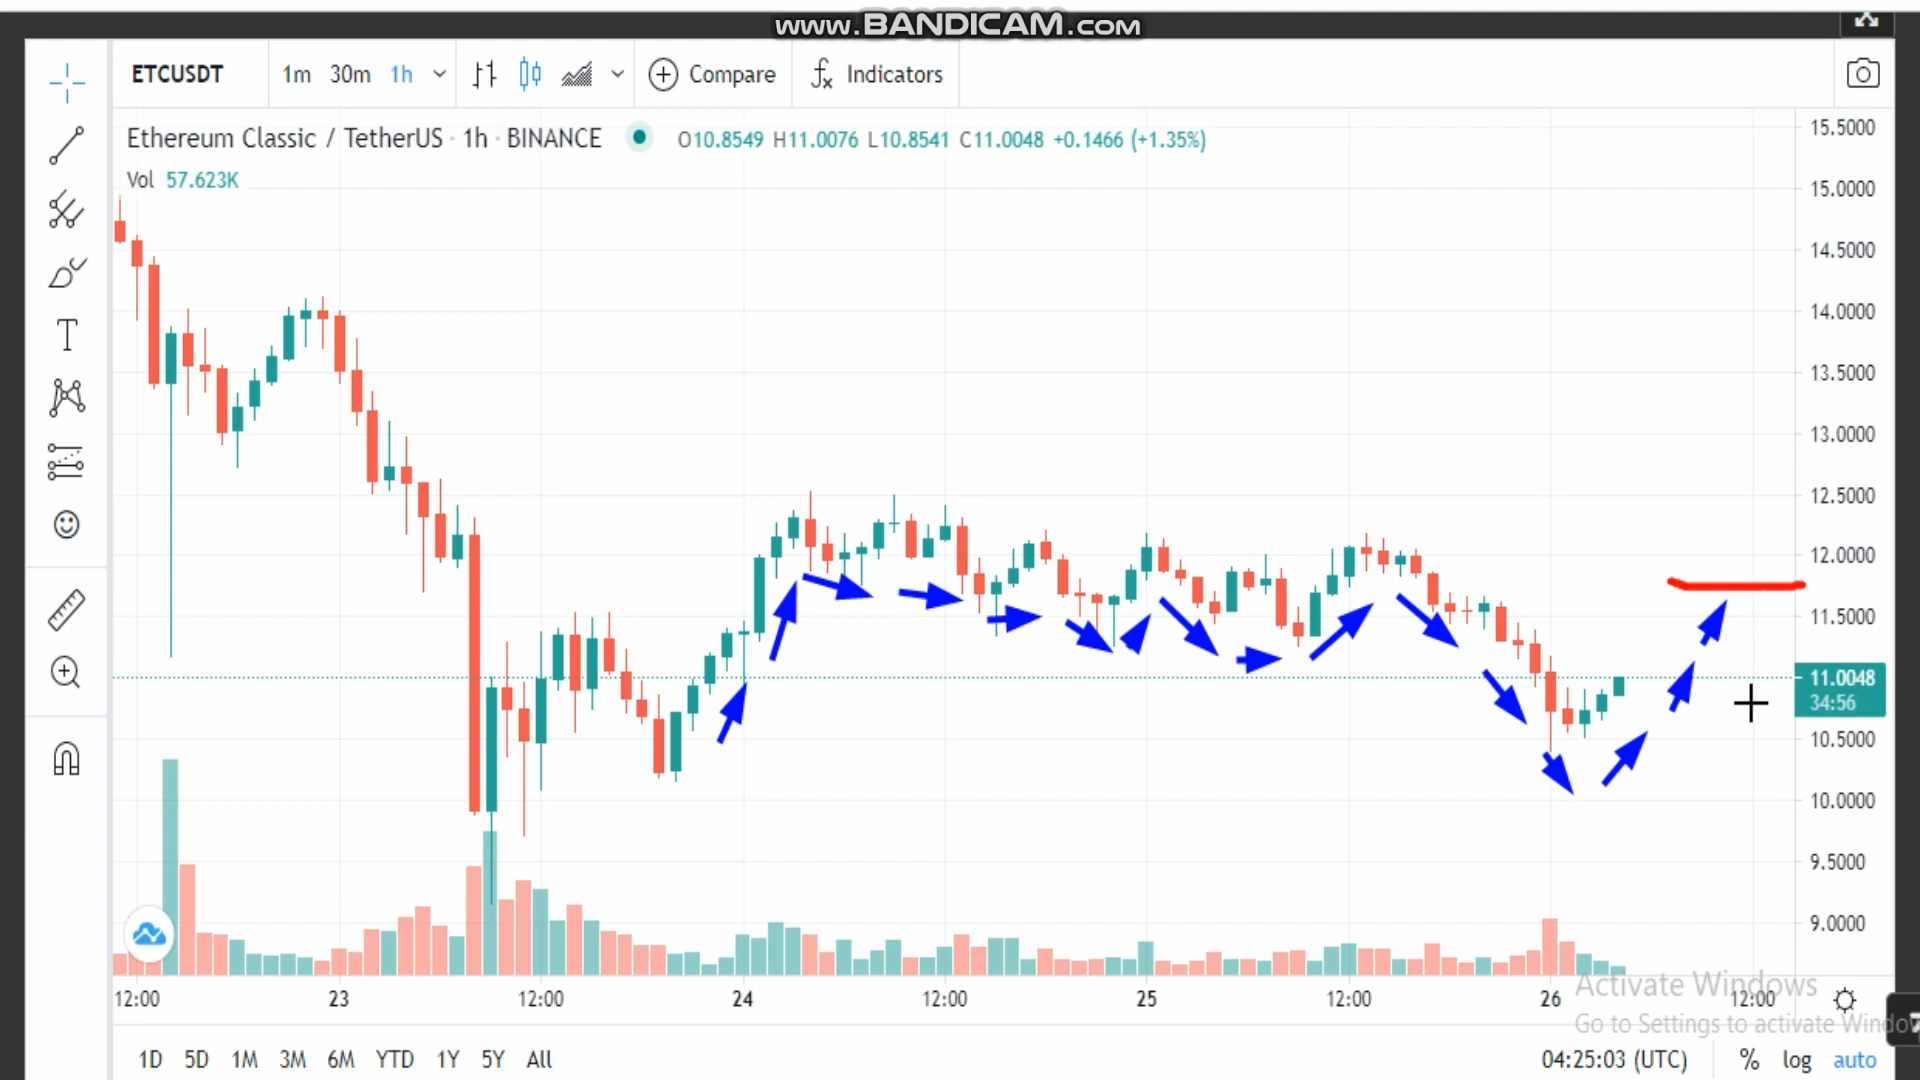 www.BANDICAM.com
ETCUSDT 1m 30m 1h Compare fx Indicators
Ethereum Classic / TetherUS · 1h · BINANCE O10.8549 H11.0076 L10.8541 C11.0048 +0.1466 (+1.35%)
Vol 57.623K
15.5000
15.0000
14.5000
14.0000
13.5000
13.0000
12.5000
12.0000
11.5000
11.0048
34:56
10.5000
10.0000
9.5000
9.0000
12:00 23 12:00 24 12:00 25 12:00 26 12:00
Activate Windows
Go to Settings to activate Windows
1D 5D 1M 3M 6M YTD 1Y 5Y All 04:25:03 (UTC) % log auto